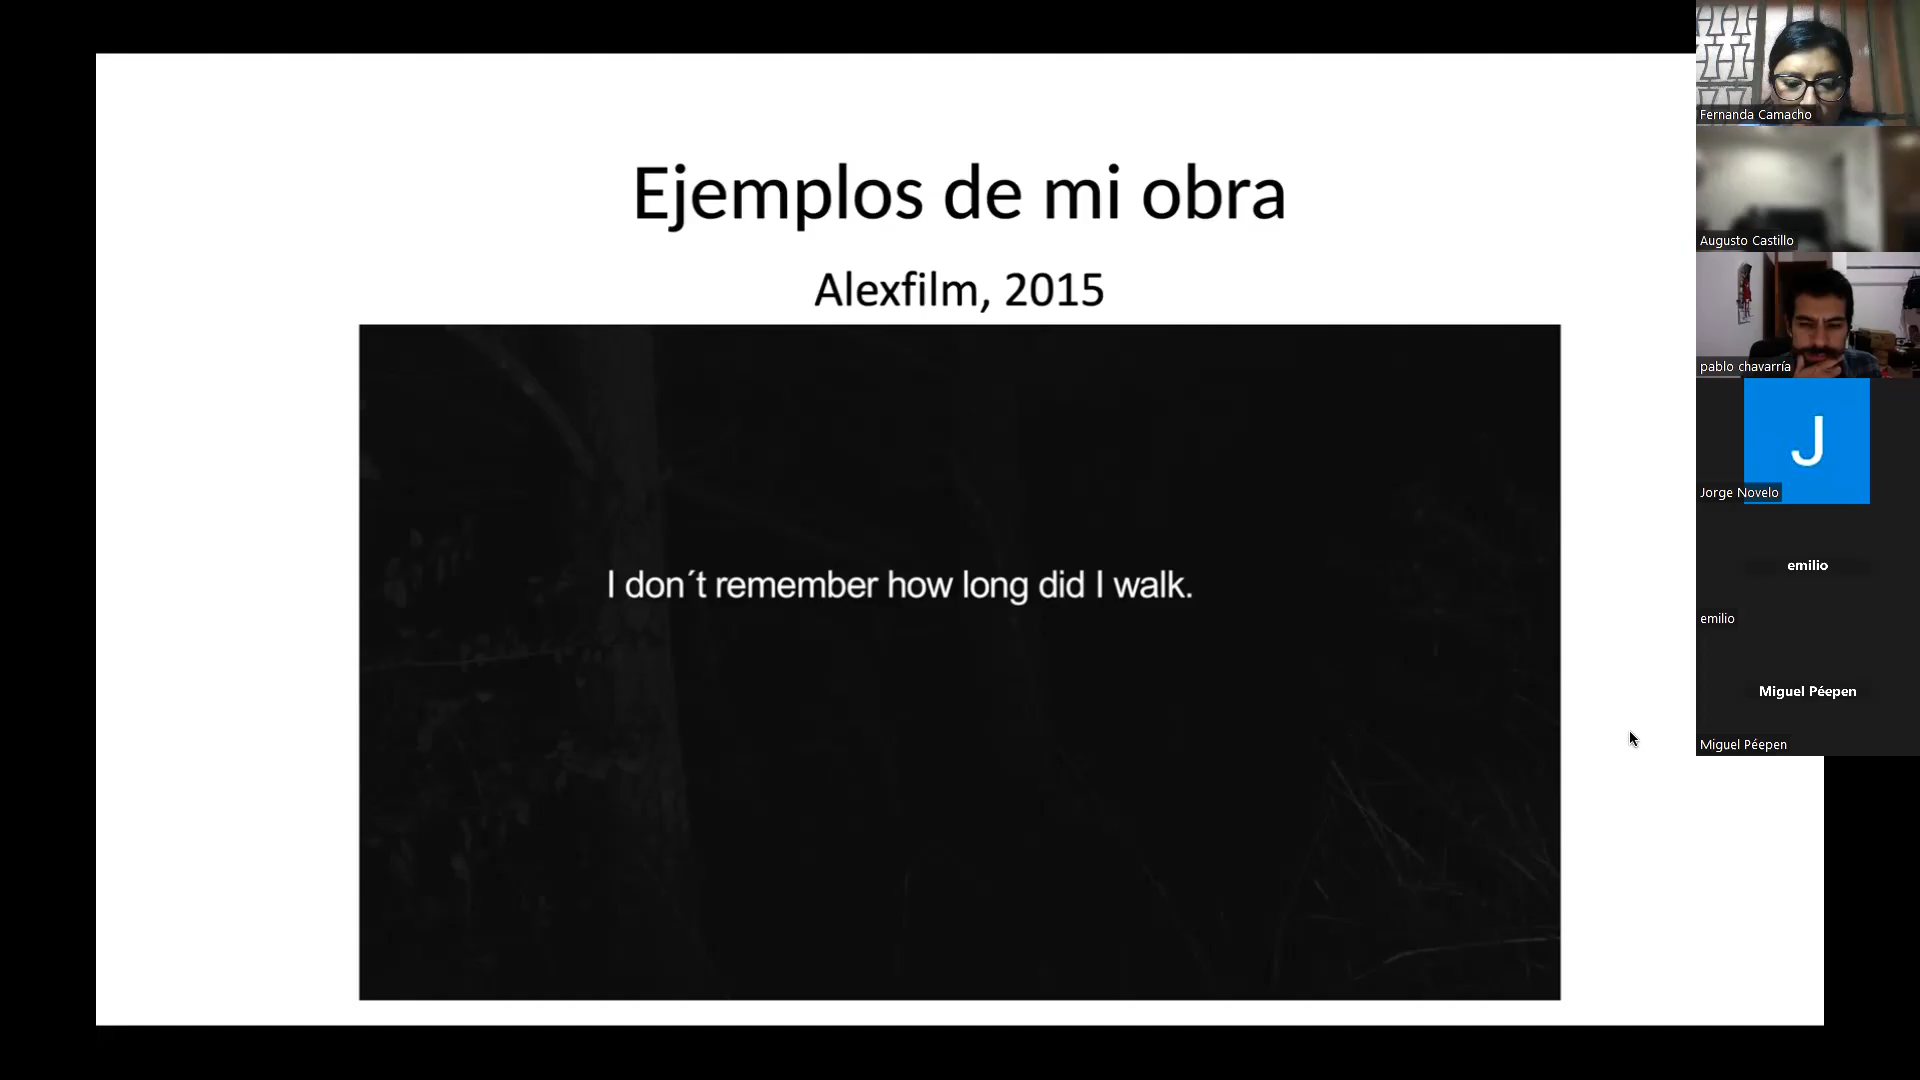 Ejemplos de mi obra
Alexfilm, 2015
I don´t remember how long did I walk.
Fernanda Camacho
Augusto Castillo
pablo chavarría
J
Jorge Novelo
emilio
emilio
Miguel Péepen
Miguel Péepen